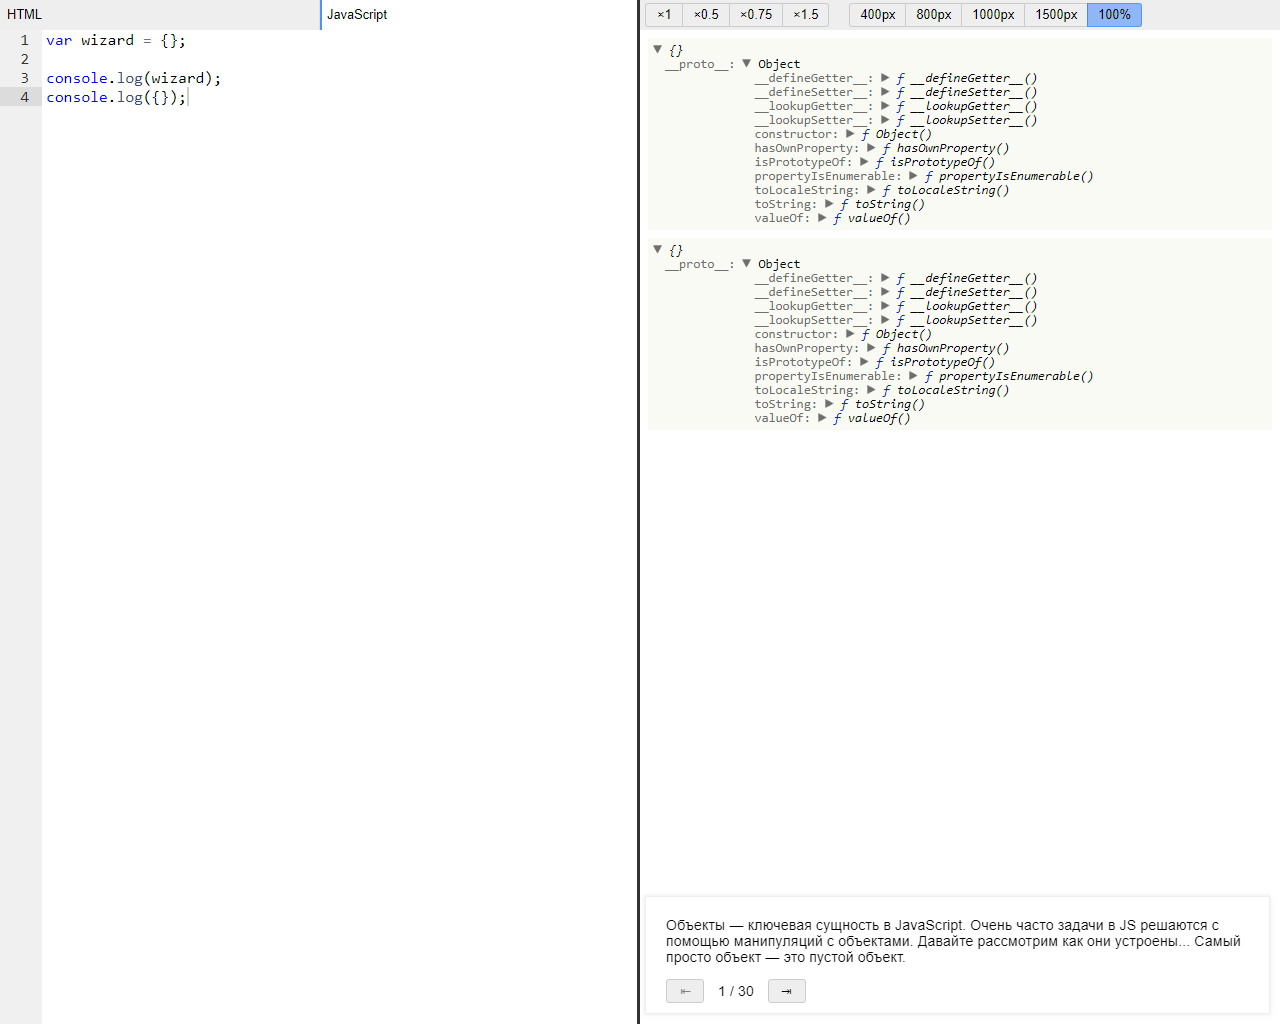 HTML
JavaScript
1 var wizard = {};
2
3 console.log(wizard);
4 console.log({});
×1 ×0.5 ×0.75 ×1.5 400px 800px 1000px 1500px 100%
▼ {}
__proto__: ▼ Object
__defineGetter__: ▶ ƒ __defineGetter__()
__defineSetter__: ▶ ƒ __defineSetter__()
__lookupGetter__: ▶ ƒ __lookupGetter__()
__lookupSetter__: ▶ ƒ __lookupSetter__()
constructor: ▶ ƒ Object()
hasOwnProperty: ▶ ƒ hasOwnProperty()
isPrototypeOf: ▶ ƒ isPrototypeOf()
propertyIsEnumerable: ▶ ƒ propertyIsEnumerable()
toLocaleString: ▶ ƒ toLocaleString()
toString: ▶ ƒ toString()
valueOf: ▶ ƒ valueOf()
▼ {}
__proto__: ▼ Object
__defineGetter__: ▶ ƒ __defineGetter__()
__defineSetter__: ▶ ƒ __defineSetter__()
__lookupGetter__: ▶ ƒ __lookupGetter__()
__lookupSetter__: ▶ ƒ __lookupSetter__()
constructor: ▶ ƒ Object()
hasOwnProperty: ▶ ƒ hasOwnProperty()
isPrototypeOf: ▶ ƒ isPrototypeOf()
propertyIsEnumerable: ▶ ƒ propertyIsEnumerable()
toLocaleString: ▶ ƒ toLocaleString()
toString: ▶ ƒ toString()
valueOf: ▶ ƒ valueOf()
Объекты — ключевая сущность в JavaScript. Очень часто задачи в JS решаются с
помощью манипуляций с объектами. Давайте рассмотрим как они устроены... Самый
просто объект — это пустой объект.
⇤ 1 / 30 ⇥